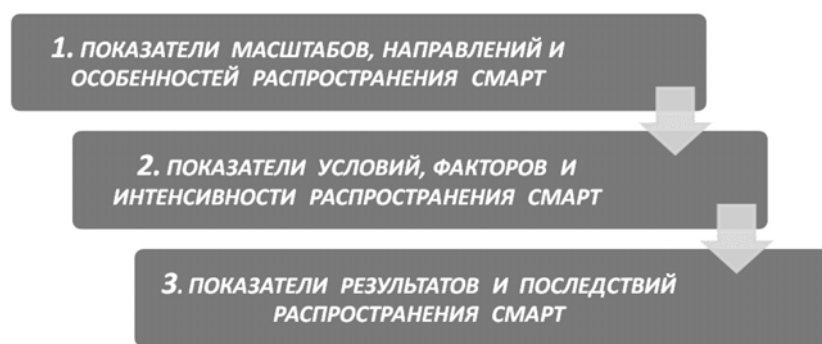 1. ПОКАЗАТЕЛИ МАСШТАБОВ, НАПРАВЛЕНИЙ И
ОСОБЕННОСТЕЙ РАСПРОСТРАНЕНИЯ СМАРТ
2. ПОКАЗАТЕЛИ УСЛОВИЙ, ФАКТОРОВ И
ИНТЕНСИВНОСТИ РАСПРОСТРАНЕНИЯ СМАРТ
3. ПОКАЗАТЕЛИ РЕЗУЛЬТАТОВ И ПОСЛЕДСТВИЙ
РАСПРОСТРАНЕНИЯ СМАРТ